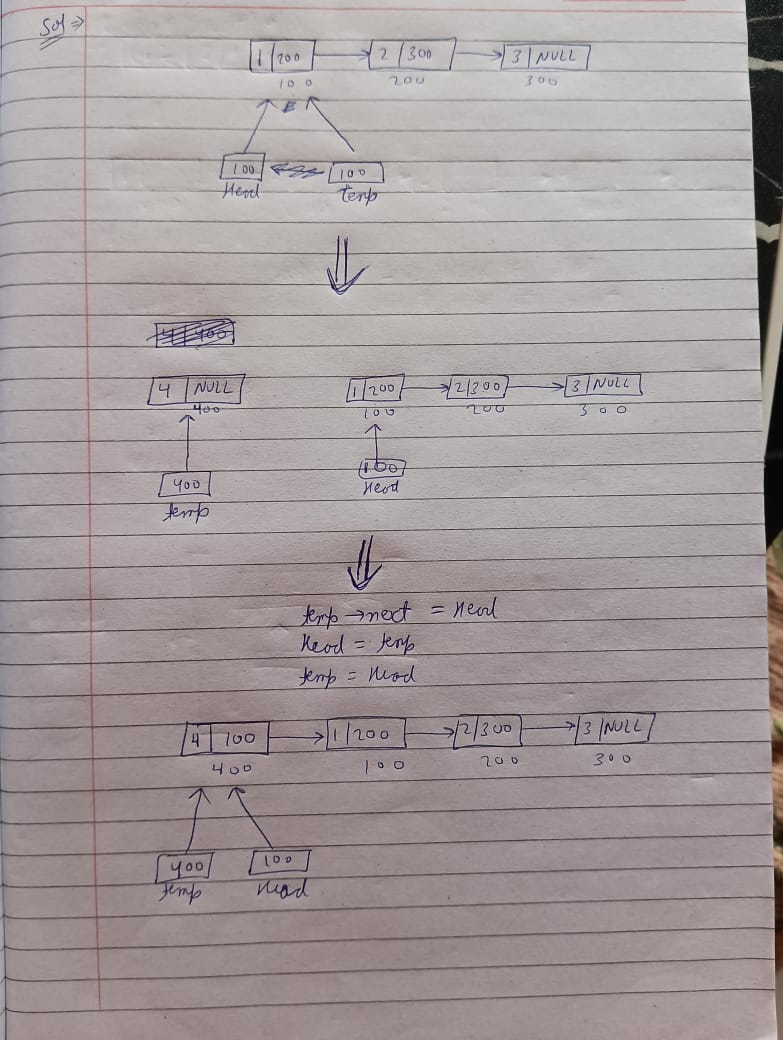 Sol ⇒
1 | 200 → 2 | 300 → 3 | NULL
100 200 300
100 100
Head temp
4 | NULL 1 | 200 → 2 | 300 → 3 | NULL
400 100 200 300
400 100
temp Head
temp → next = Head
Head = temp
temp = Head
4 | 100 → 1 | 200 → 2 | 300 → 3 | NULL
400 100 200 300
400 100
temp Head